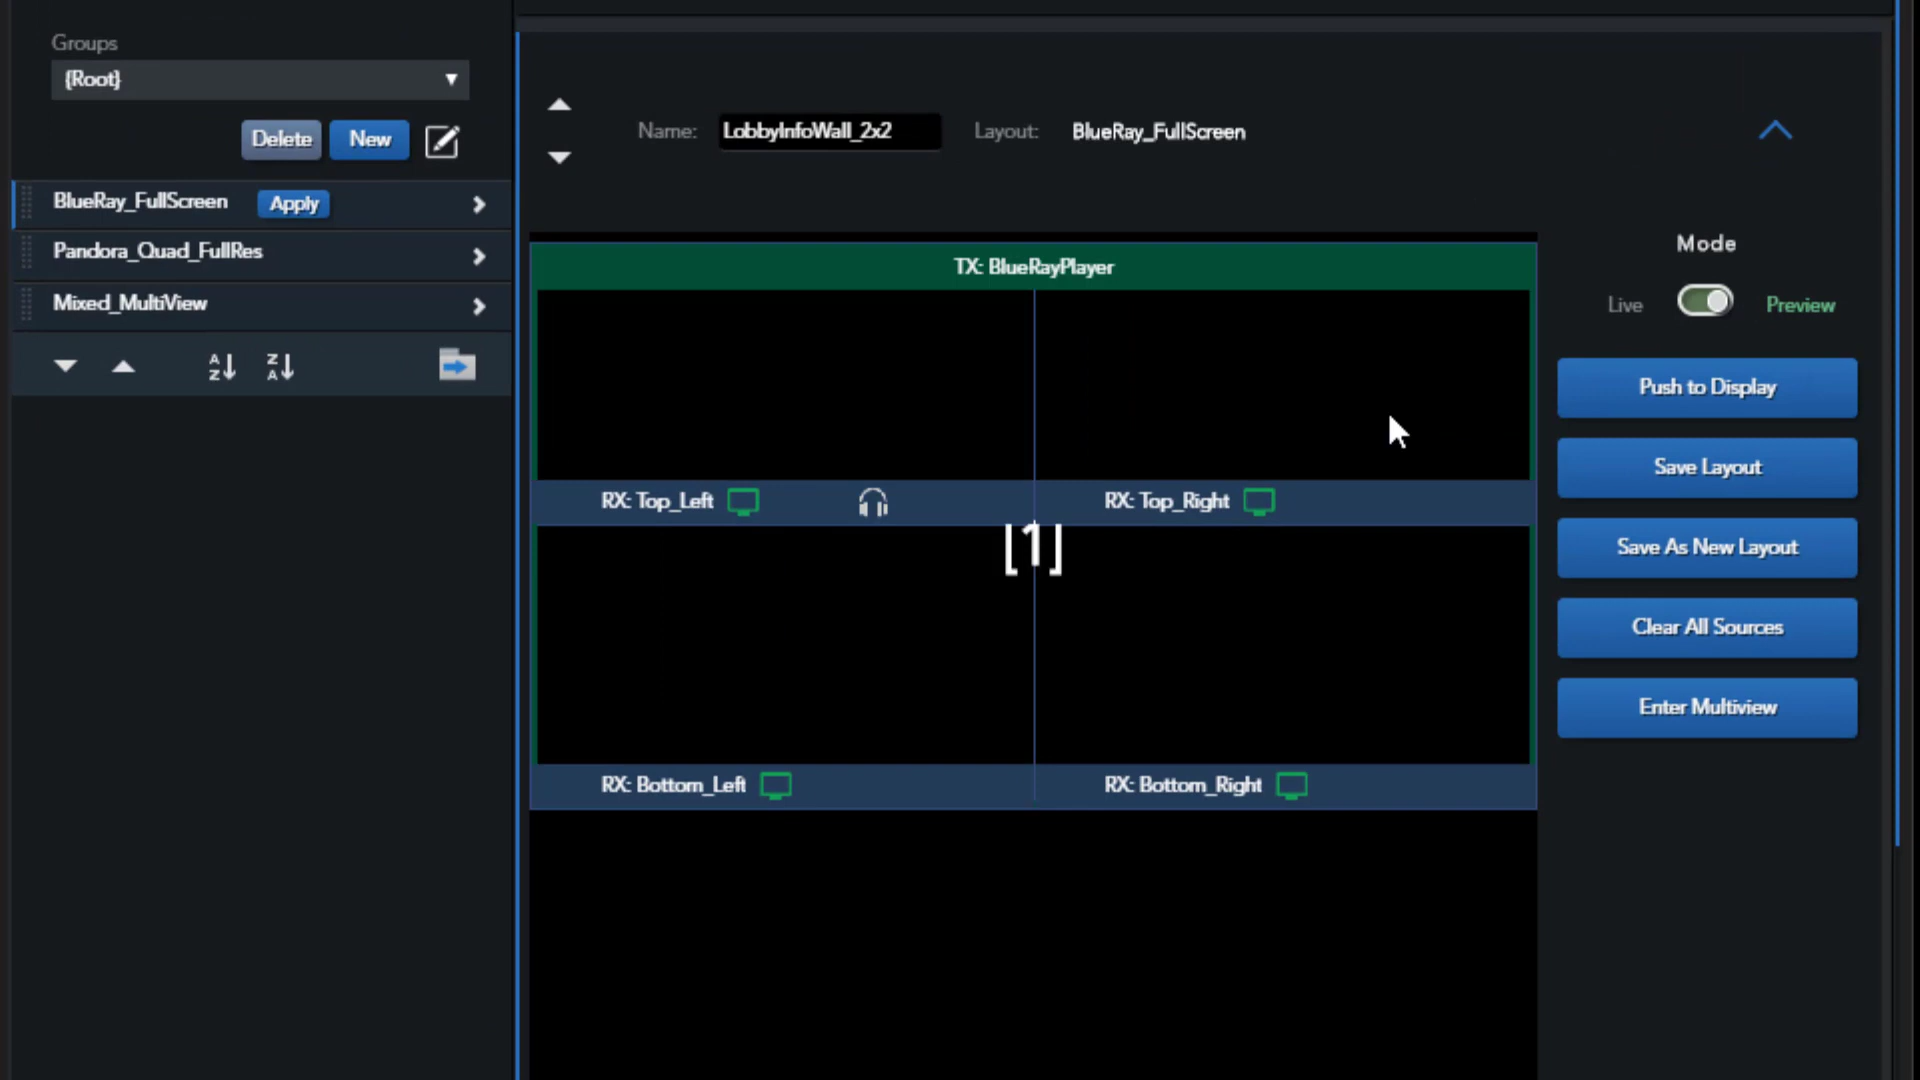 Groups
{Root}
Delete New
BlueRay_FullScreen Apply
Pandora_Quad_FullRes
Mixed_MultiView
A Z
Z A
Name: LobbyInfoWall_2x2 Layout: BlueRay_FullScreen
TX: BlueRayPlayer
RX: Top_Left RX: Top_Right
[1]
RX: Bottom_Left RX: Bottom_Right
Mode
Live Preview
Push to Display
Save Layout
Save As New Layout
Clear All Sources
Enter Multiview